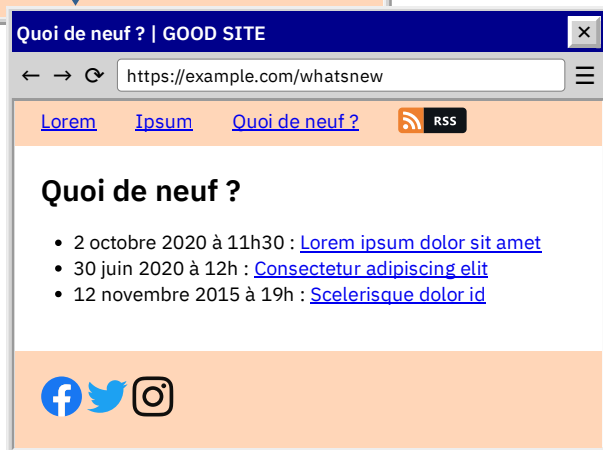 Quoi de neuf ? | GOOD SITE
https://example.com/whatsnew
Lorem Ipsum Quoi de neuf ? RSS
Quoi de neuf ?
• 2 octobre 2020 à 11h30 : Lorem ipsum dolor sit amet
• 30 juin 2020 à 12h : Consectetur adipiscing elit
• 12 novembre 2015 à 19h : Scelerisque dolor id